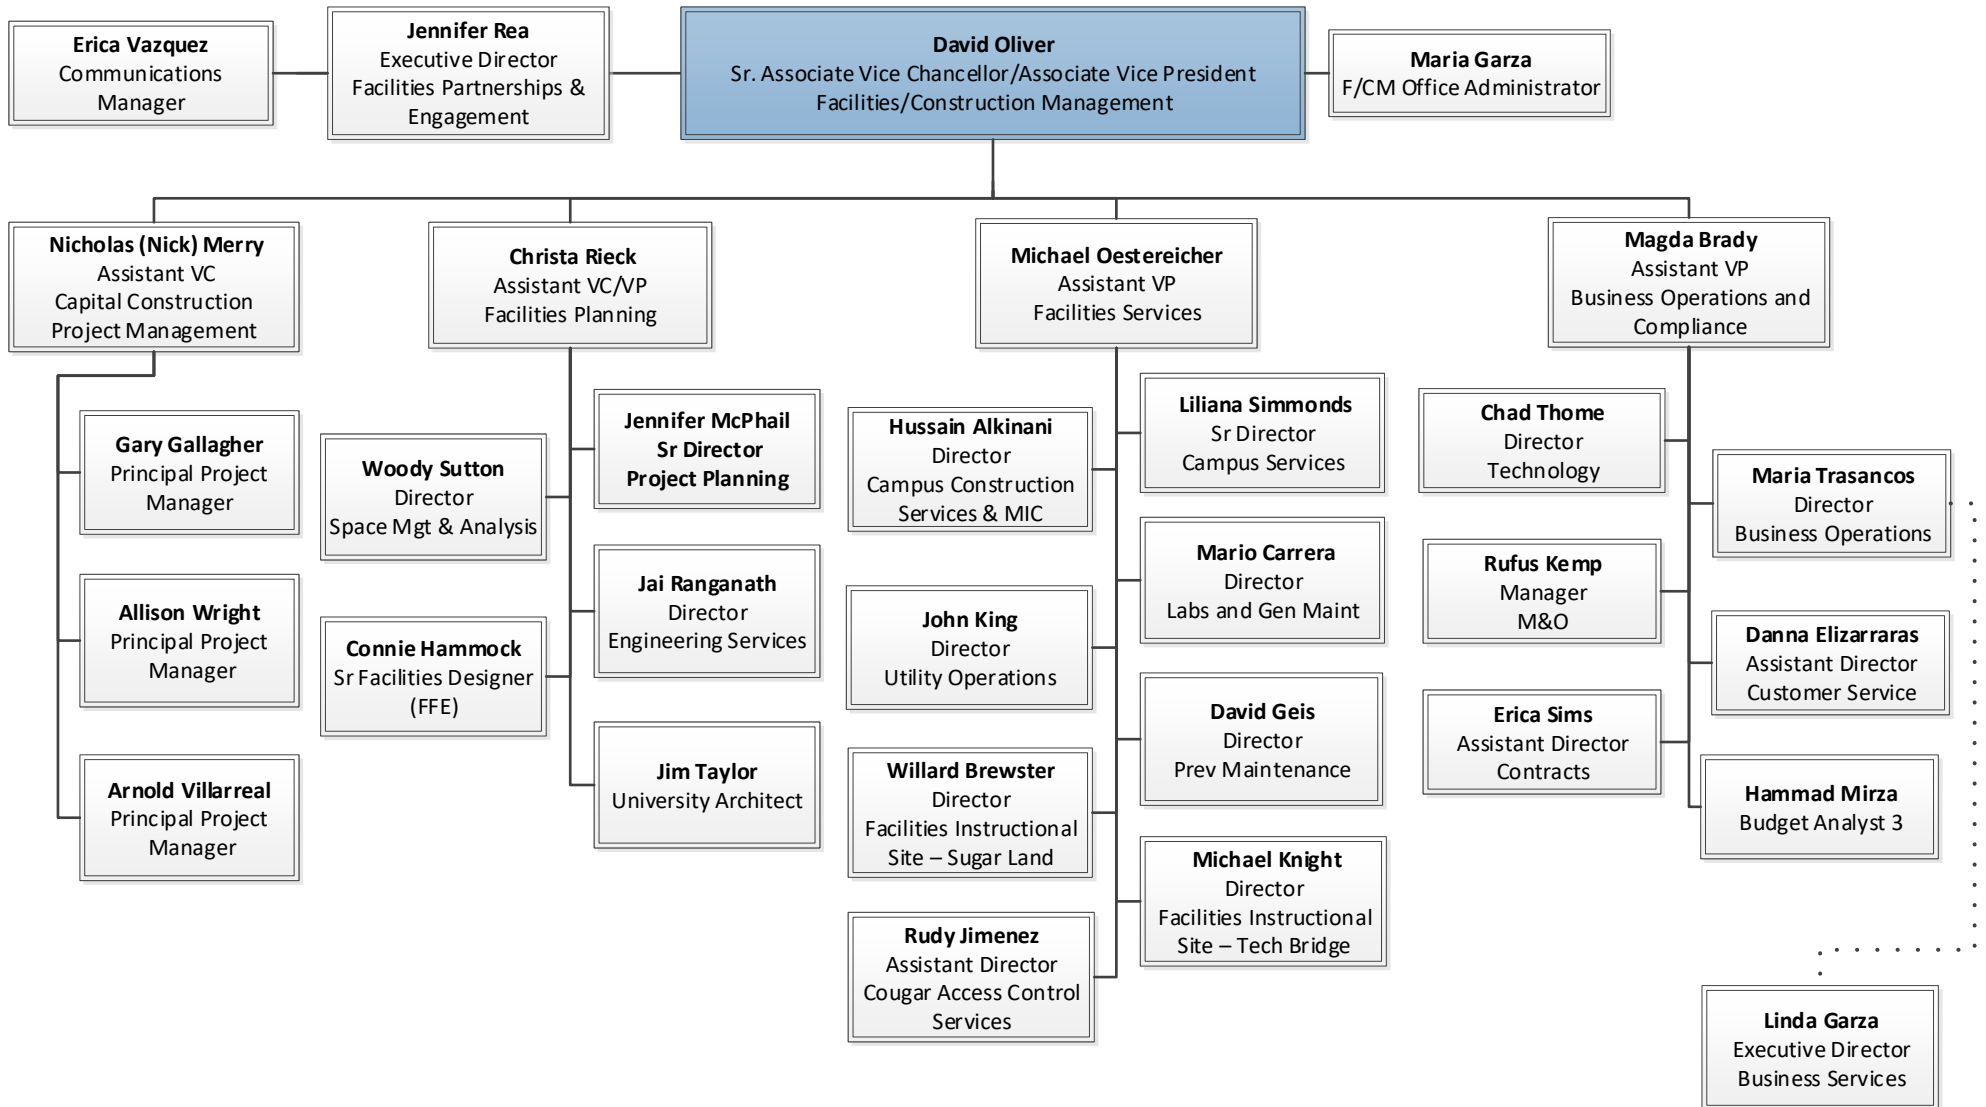 Erica Vazquez
Communications
Manager
Jennifer Rea
Executive Director
Facilities Partnerships &
Engagement
David Oliver
Sr. Associate Vice Chancellor/Associate Vice President
Facilities/Construction Management
Maria Garza
F/CM Office Administrator
Nicholas (Nick) Merry
Assistant VC
Capital Construction
Project Management
Christa Rieck
Assistant VC/VP
Facilities Planning
Michael Oestereicher
Assistant VP
Facilities Services
Magda Brady
Assistant VP
Business Operations and
Compliance
Gary Gallagher
Principal Project
Manager
Allison Wright
Principal Project
Manager
Arnold Villarreal
Principal Project
Manager
Woody Sutton
Director
Space Mgt & Analysis
Connie Hammock
Sr Facilities Designer
(FFE)
Jennifer McPhail
Sr Director
Project Planning
Jai Ranganath
Director
Engineering Services
Jim Taylor
University Architect
Hussain Alkinani
Director
Campus Construction
Services & MIC
John King
Director
Utility Operations
Willard Brewster
Director
Facilities Instructional
Site – Sugar Land
Rudy Jimenez
Assistant Director
Cougar Access Control
Services
Liliana Simmonds
Sr Director
Campus Services
Mario Carrera
Director
Labs and Gen Maint
David Geis
Director
Prev Maintenance
Michael Knight
Director
Facilities Instructional
Site – Tech Bridge
Chad Thome
Director
Technology
Rufus Kemp
Manager
M&O
Erica Sims
Assistant Director
Contracts
Maria Trasancos
Director
Business Operations
Danna Elizarraras
Assistant Director
Customer Service
Hammad Mirza
Budget Analyst 3
Linda Garza
Executive Director
Business Services